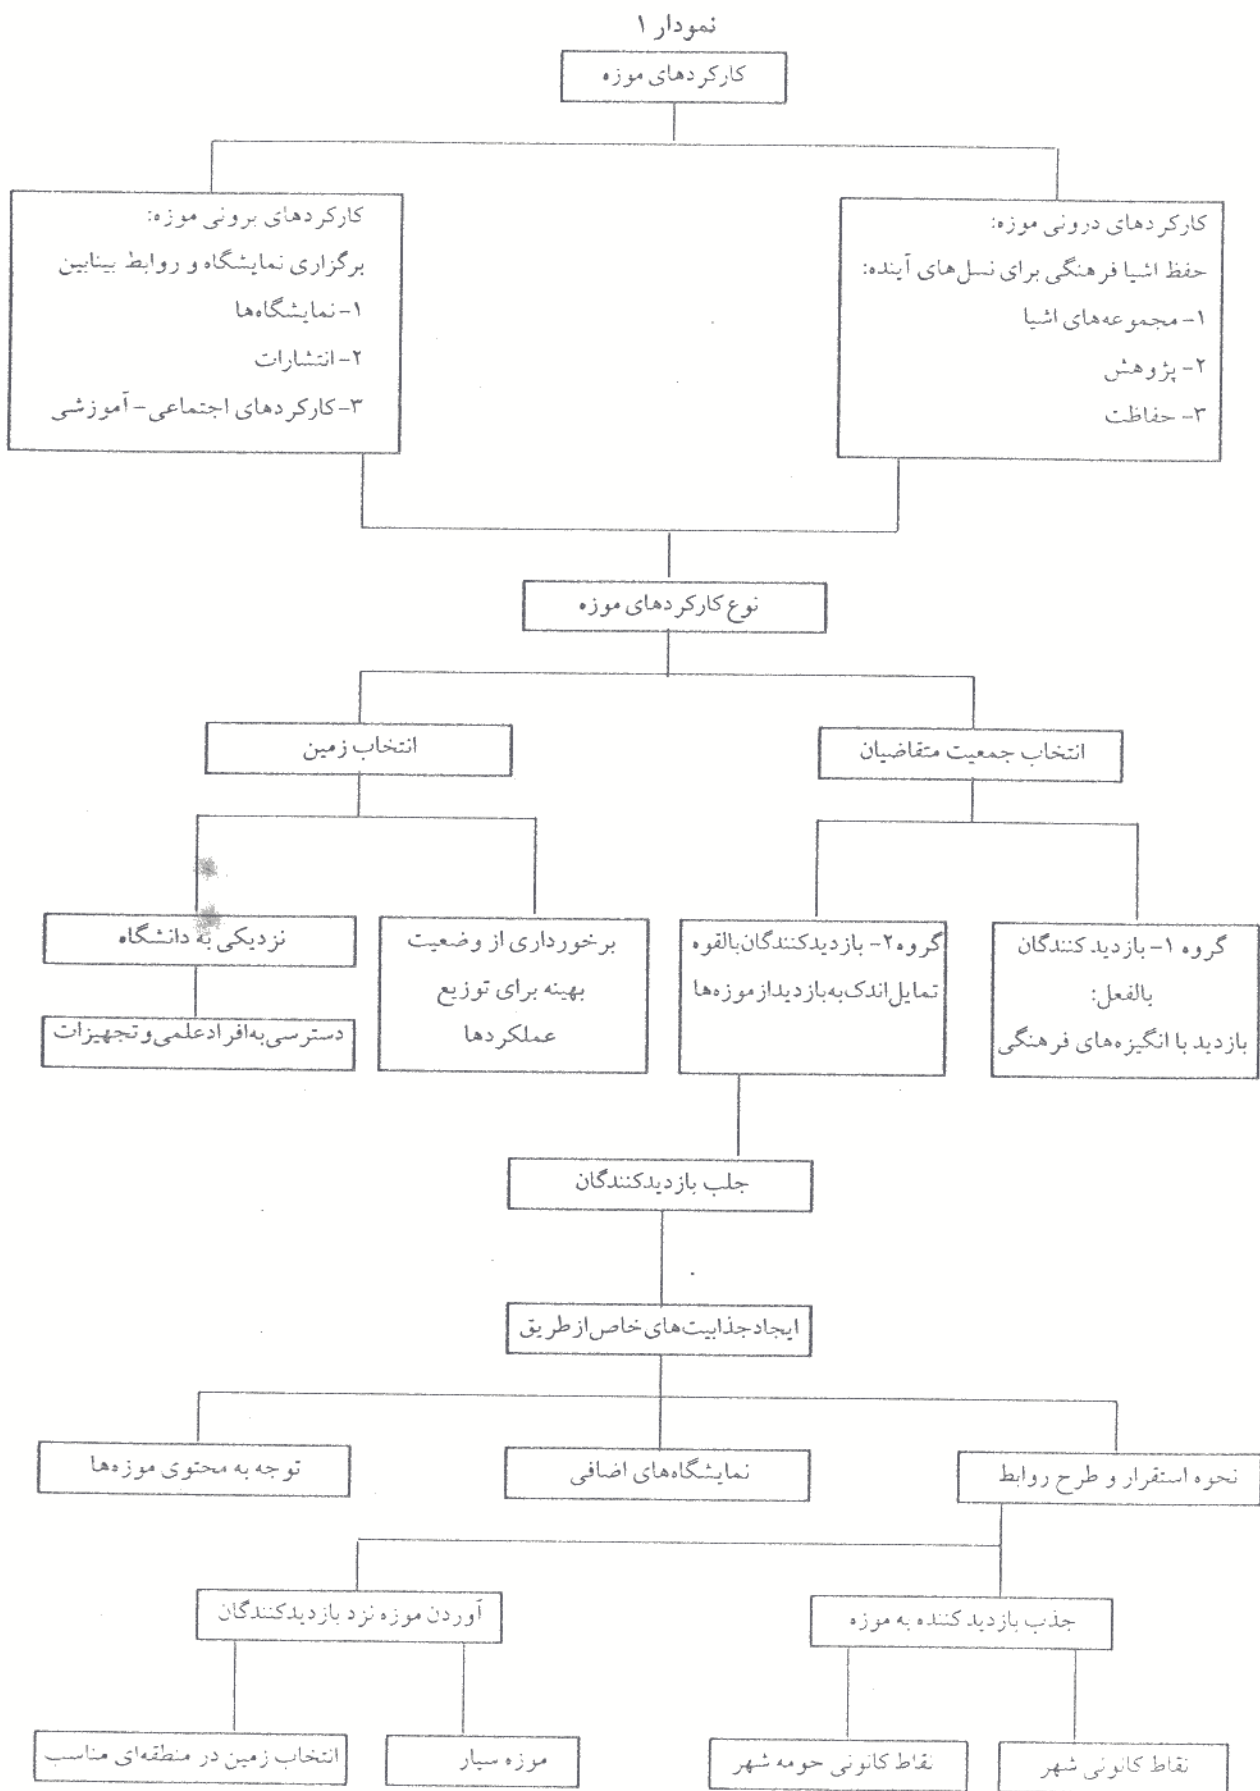 نمودار ۱
کارکردهای موزه
کارکردهای درونی موزه:
حفظ اشیا فرهنگی برای نسل‌های آینده:
۱- مجموعه‌های اشیا
۲- پژوهش
۳- حفاظت
کارکردهای برونی موزه:
برگزاری نمایشگاه و روابط بینابین
۱- نمایشگاه‌ها
۲- انتشارات
۳- کارکردهای اجتماعی - آموزشی
نوع کارکردهای موزه
انتخاب جمعیت متقاضیان
انتخاب زمین
گروه ۱- بازدید کنندگان
بالفعل:
بازدید با انگیزه‌های فرهنگی
گروه ۲- بازدیدکنندگان بالقوه
تمایل اندک به بازدید از موزه‌ها
برخورداری از وضعیت
بهینه برای توزیع
عملکردها
نزدیکی به دانشگاه
دسترسی به افراد علمی و تجهیزات
جلب بازدیدکنندگان
ایجاد جذابیت‌های خاص از طریق
نحوه استقرار و طرح روابط
نمایشگاه‌های اضافی
توجه به محتوی موزه‌ها
جذب بازدید کننده به موزه
آوردن موزه نزد بازدیدکنندگان
نقاط کانونی شهر
نقاط کانونی حومه شهر
موزه سیار
انتخاب زمین در منطقه‌ای مناسب